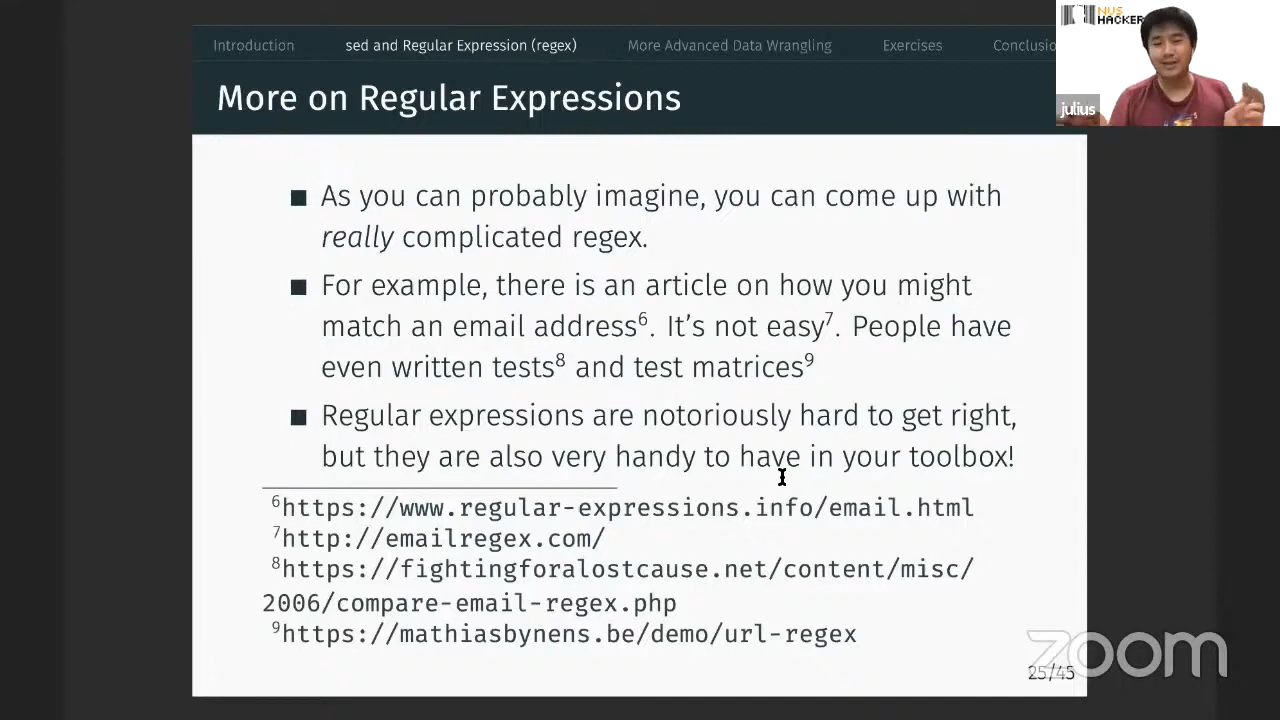 Introduction sed and Regular Expression (regex) More Advanced Data Wrangling Exercises Conclusio
NUS
HACKER
julius
More on Regular Expressions
■ As you can probably imagine, you can come up with
really complicated regex.
■ For example, there is an article on how you might
match an email address⁶. It's not easy⁷. People have
even written tests⁸ and test matrices⁹
■ Regular expressions are notoriously hard to get right,
but they are also very handy to have in your toolbox!
⁶https://www.regular-expressions.info/email.html
⁷http://emailregex.com/
⁸https://fightingforalostcause.net/content/misc/
2006/compare-email-regex.php
⁹https://mathiasbynens.be/demo/url-regex
zoom
25/45